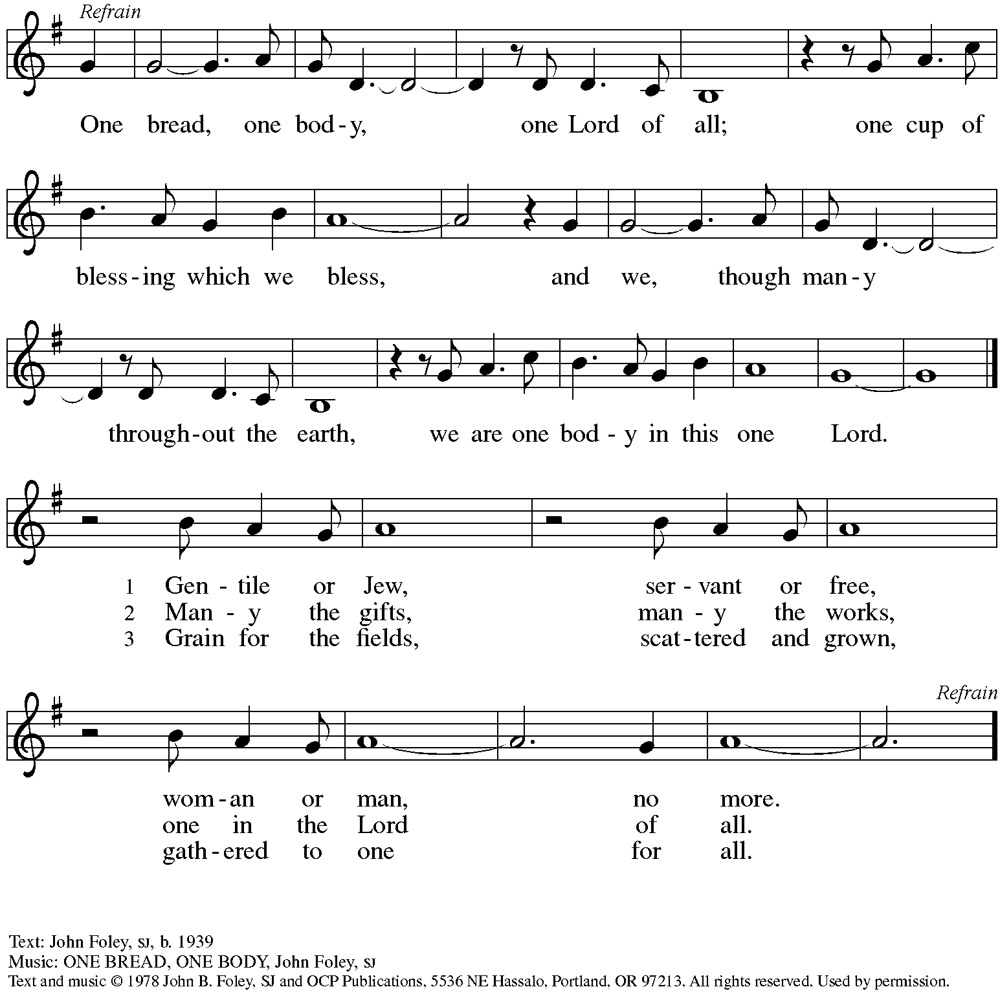 Refrain
One bread, one bod-y, one Lord of all; one cup of
bless-ing which we bless, and we, though man-y
through-out the earth, we are one bod-y in this one Lord.
1 Gen-tile or Jew, ser-vant or free,
2 Man-y the gifts, man-y the works,
3 Grain for the fields, scat-tered and grown,
Refrain
wom-an or man, no more.
one in the Lord of all.
gath-ered to one for all.
Text: John Foley, SJ, b. 1939
Music: ONE BREAD, ONE BODY, John Foley, SJ
Text and music © 1978 John B. Foley, SJ and OCP Publications, 5536 NE Hassalo, Portland, OR 97213. All rights reserved. Used by permission.